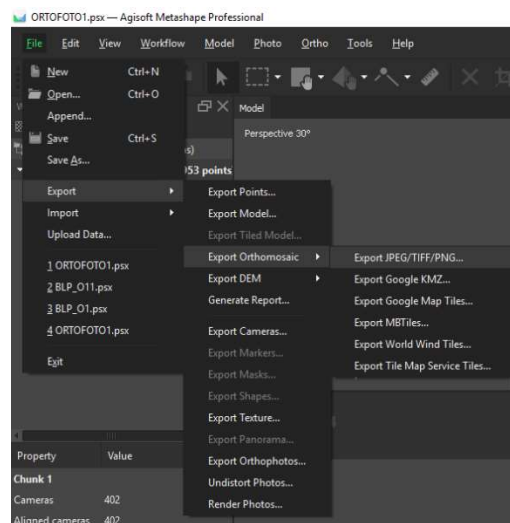 ORTOFOTO1.psx — Agisoft Metashape Professional
File Edit View Workflow Model Photo Ortho Tools Help
New Ctrl+N
Open... Ctrl+O
Append...
Save Ctrl+S
Save As...
Export
Import
Upload Data...
1 ORTOFOTO1.psx
2 BLP_O11.psx
3 BLP_O1.psx
4 ORTOFOTO1.psx
Exit
Model
Perspective 30°
s)
053 points
Export Points...
Export Model...
Export Tiled Model...
Export Orthomosaic
Export DEM
Generate Report...
Export Cameras...
Export Markers...
Export Masks...
Export Shapes...
Export Texture...
Export Panorama...
Export Orthophotos...
Undistort Photos...
Render Photos...
Export JPEG/TIFF/PNG...
Export Google KMZ...
Export Google Map Tiles...
Export MBTiles...
Export World Wind Tiles...
Export Tile Map Service Tiles...
Property Value
Chunk 1
Cameras 402
Aligned cameras 402